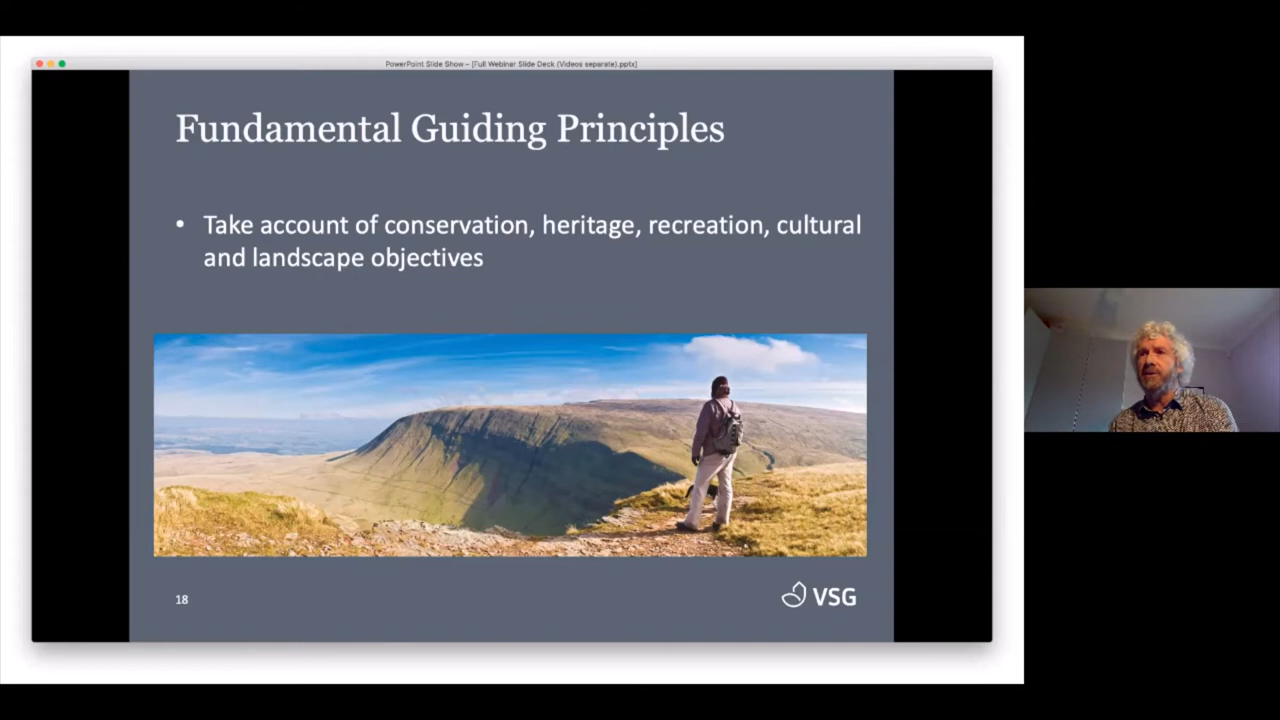 PowerPoint Slide Show – [Full Webinar Slide Deck (Videos separate).pptx]
Fundamental Guiding Principles
• Take account of conservation, heritage, recreation, cultural
and landscape objectives
18
VSG